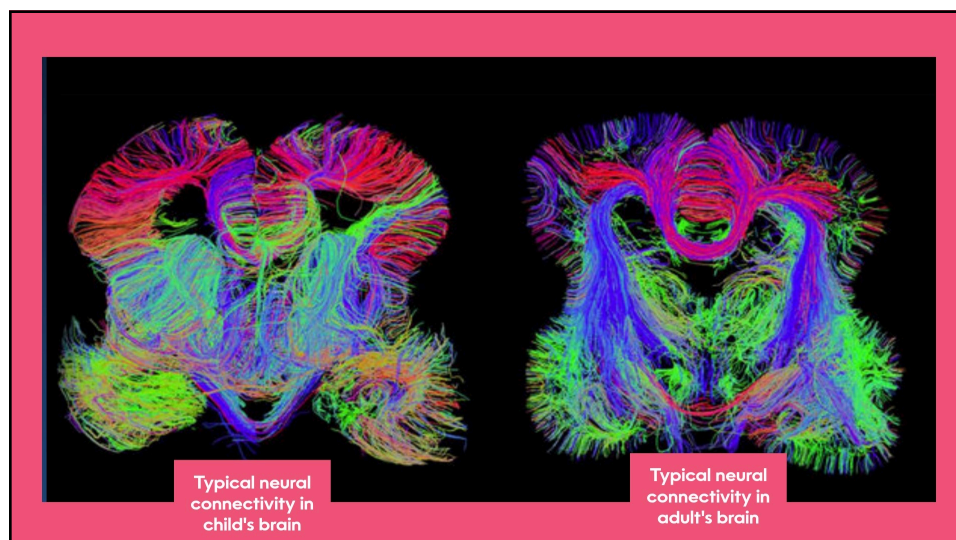 Typical neural
connectivity in
child's brain
Typical neural
connectivity in
adult's brain